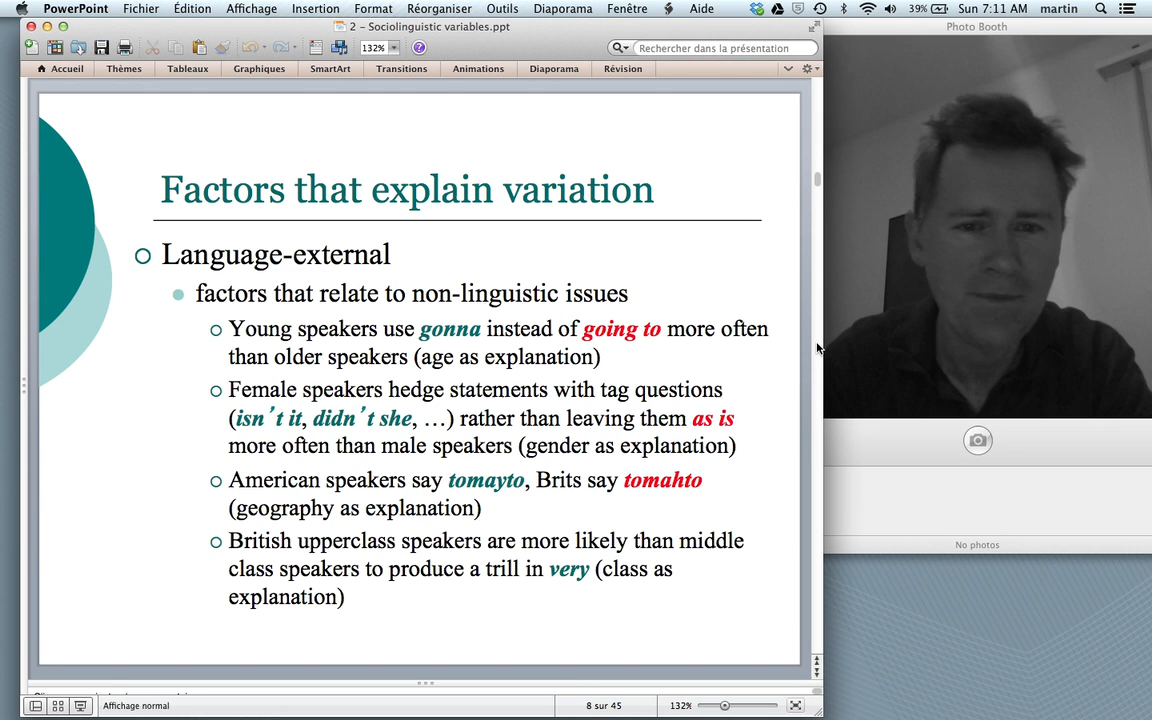 PowerPoint Fichier Édition Affichage Insertion Format Réorganiser Outils Diaporama Fenêtre Aide 39% Sun 7:11 AM martin
2 – Sociolinguistic variables.ppt
132% Rechercher dans la présentation
Accueil Thèmes Tableaux Graphiques SmartArt Transitions Animations Diaporama Révision
Photo Booth
Factors that explain variation
Language-external
factors that relate to non-linguistic issues
Young speakers use gonna instead of going to more often
than older speakers (age as explanation)
Female speakers hedge statements with tag questions
(isn’t it, didn’t she, …) rather than leaving them as is
more often than male speakers (gender as explanation)
American speakers say tomayto, Brits say tomahto
(geography as explanation)
British upperclass speakers are more likely than middle
class speakers to produce a trill in very (class as
explanation)
No photos
Affichage normal 8 sur 45 132%